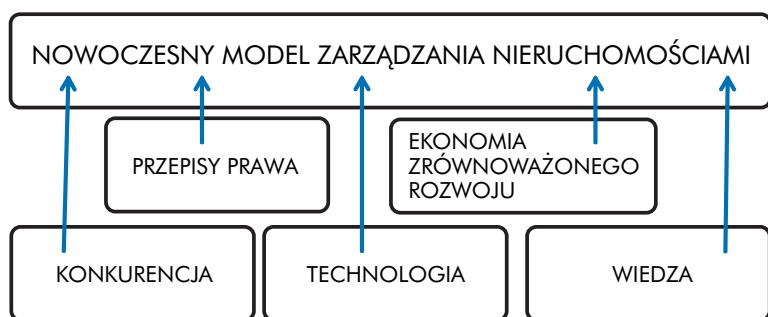 NOWOCZESNY MODEL ZARZĄDZANIA NIERUCHOMOŚCIAMI
PRZEPISY PRAWA
EKONOMIA
ZRÓWNOWAŻONEGO
ROZWOJU
KONKURENCJA
TECHNOLOGIA
WIEDZA